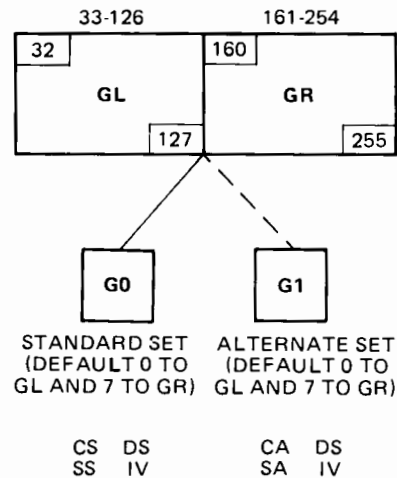 33-126 161-254
32 160
GL GR
127 255
G0 G1
STANDARD SET ALTERNATE SET
(DEFAULT 0 TO (DEFAULT 0 TO
GL AND 7 TO GR) GL AND 7 TO GR)
CS DS CA DS
SS IV SA IV